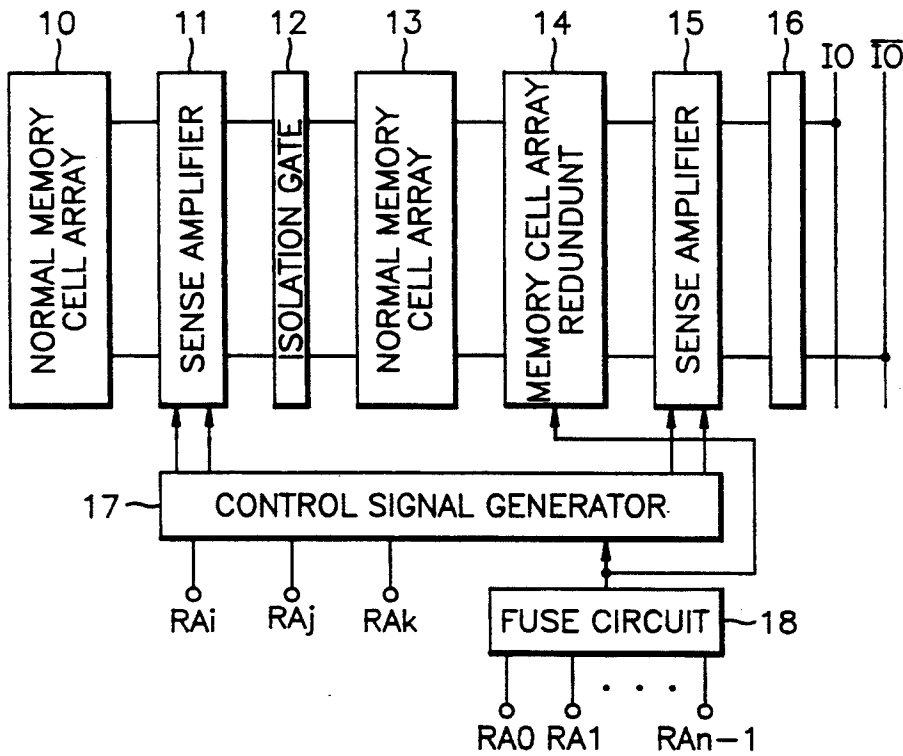 10 11 12 13 14 15 16 IO I̅O̅
NORMAL MEMORY
CELL ARRAY
SENSE AMPLIFIER
ISOLATION GATE
NORMAL MEMORY
CELL ARRAY
MEMORY CELL ARRAY
REDUNDUNT
SENSE AMPLIFIER
17 CONTROL SIGNAL GENERATOR
RAi RAj RAk
FUSE CIRCUIT 18
RA0 RA1 . . . RAn-1